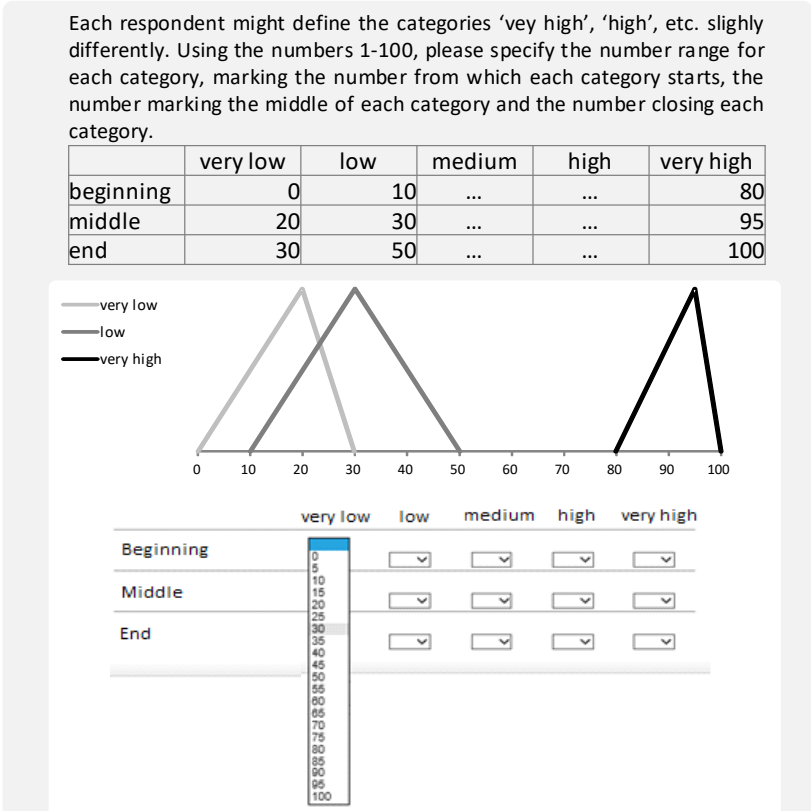 Each respondent might define the categories ‘vey high’, ‘high’, etc. slighly
differently. Using the numbers 1-100, please specify the number range for
each category, marking the number from which each category starts, the
number marking the middle of each category and the number closing each
category.
very low low medium high very high
beginning 0 10 ... ... 80
middle 20 30 ... ... 95
end 30 50 ... ... 100
very low
low
very high
0 10 20 30 40 50 60 70 80 90 100
very low low medium high very high
Beginning
Middle
End
0
5
10
15
20
25
30
35
40
45
50
55
60
65
70
75
80
85
90
95
100